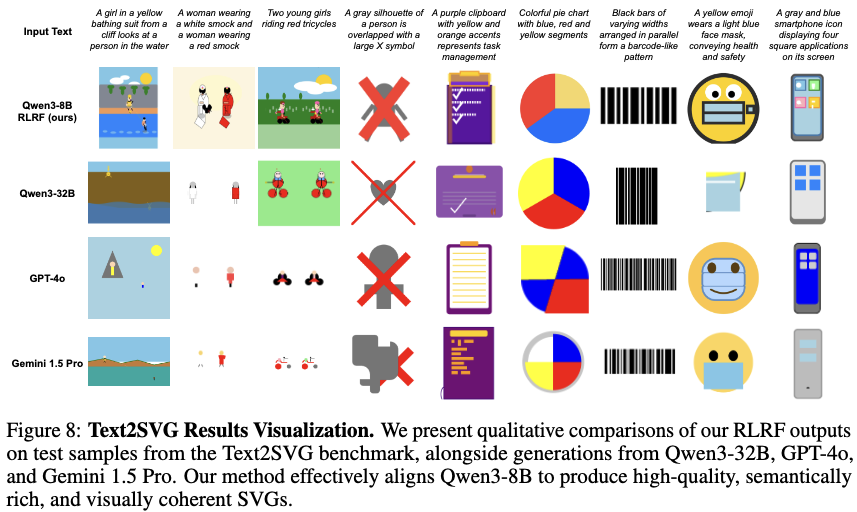 Input Text
A girl in a yellow
bathing suit from a
cliff looks at a
person in the water
A woman wearing
a white smock and
a woman wearing
a red smock
Two young girls
riding red tricycles
A gray silhouette of
a person is
overlapped with a
large X symbol
A purple clipboard
with yellow and
orange accents
represents task
management
Colorful pie chart
with blue, red and
yellow segments
Black bars of
varying widths
arranged in parallel
form a barcode-like
pattern
A yellow emoji
wears a light blue
face mask,
conveying health
and safety
A gray and blue
smartphone icon
displaying four
square applications
on its screen
Qwen3-8B
RLRF (ours)
Qwen3-32B
GPT-4o
Gemini 1.5 Pro
Figure 8: Text2SVG Results Visualization. We present qualitative comparisons of our RLRF outputs
on test samples from the Text2SVG benchmark, alongside generations from Qwen3-32B, GPT-4o,
and Gemini 1.5 Pro. Our method effectively aligns Qwen3-8B to produce high-quality, semantically
rich, and visually coherent SVGs.